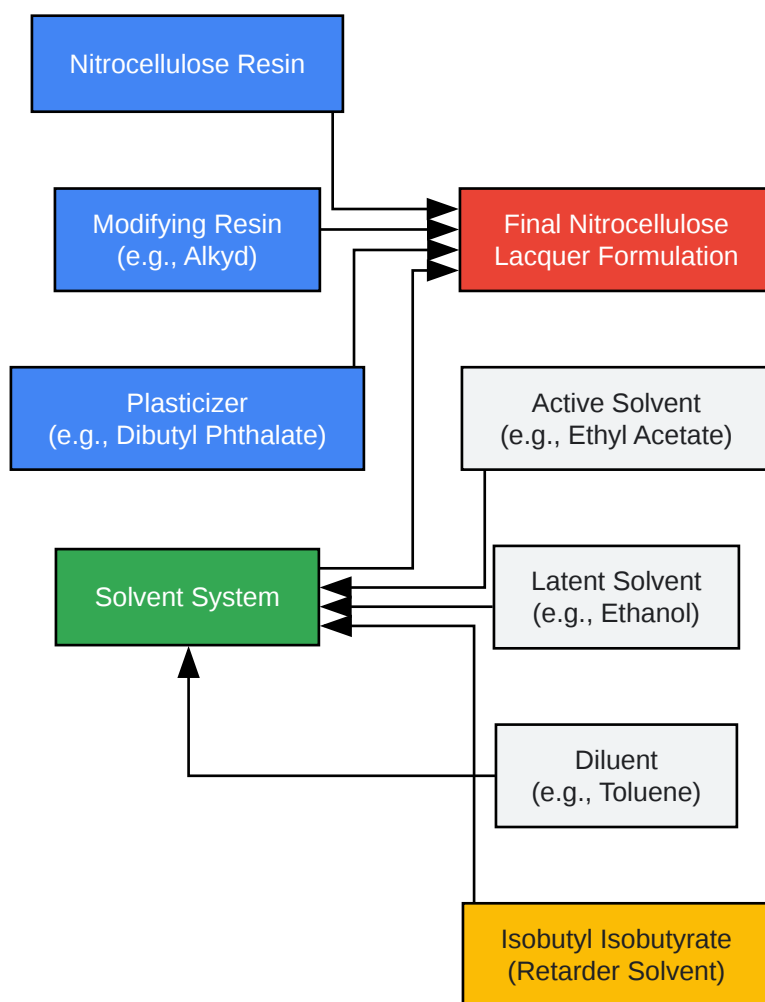 Nitrocellulose Resin
Modifying Resin
(e.g., Alkyd)
Final Nitrocellulose
Lacquer Formulation
Plasticizer
(e.g., Dibutyl Phthalate)
Active Solvent
(e.g., Ethyl Acetate)
Solvent System
Latent Solvent
(e.g., Ethanol)
Diluent
(e.g., Toluene)
Isobutyl Isobutyrate
(Retarder Solvent)